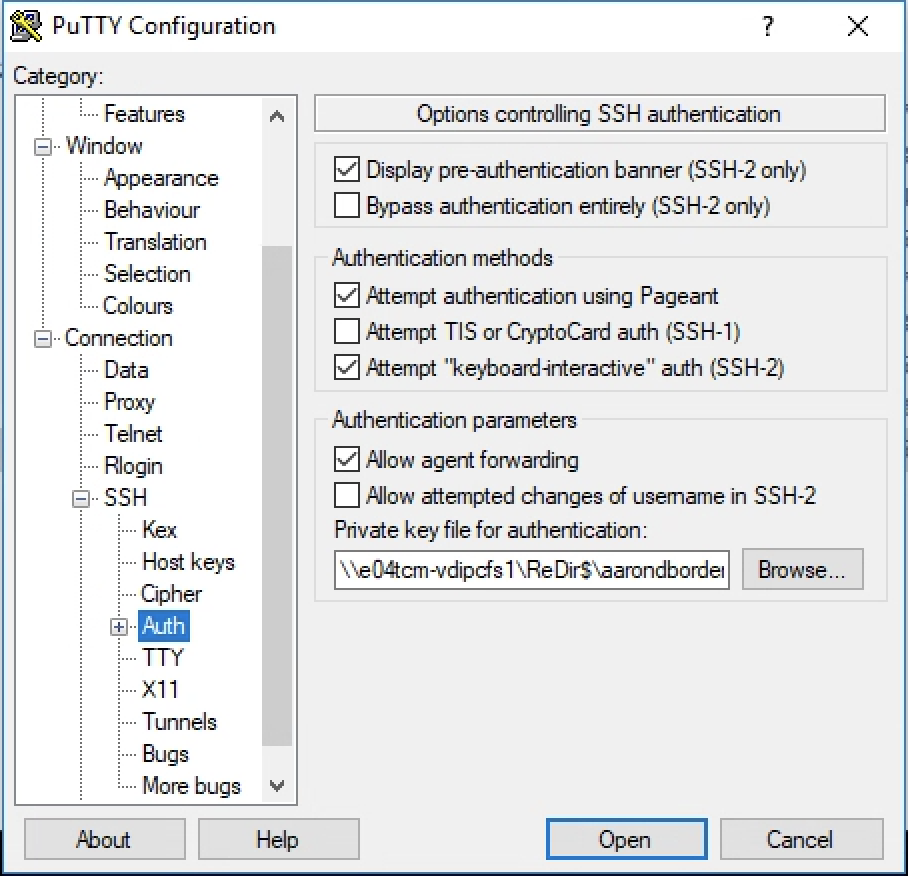 PuTTY Configuration
?
Category:
Features
Window
Appearance
Behaviour
Translation
Selection
Colours
Connection
Data
Proxy
Telnet
Rlogin
SSH
Kex
Host keys
Cipher
Auth
TTY
X11
Tunnels
Bugs
More bugs
Options controlling SSH authentication
Display pre-authentication banner (SSH-2 only)
Bypass authentication entirely (SSH-2 only)
Authentication methods
Attempt authentication using Pageant
Attempt TIS or CryptoCard auth (SSH-1)
Attempt "keyboard-interactive" auth (SSH-2)
Authentication parameters
Allow agent forwarding
Allow attempted changes of username in SSH-2
Private key file for authentication:
\\e04tcm-vdipcfs1\ReDir$\aarondborder
Browse...
About
Help
Open
Cancel